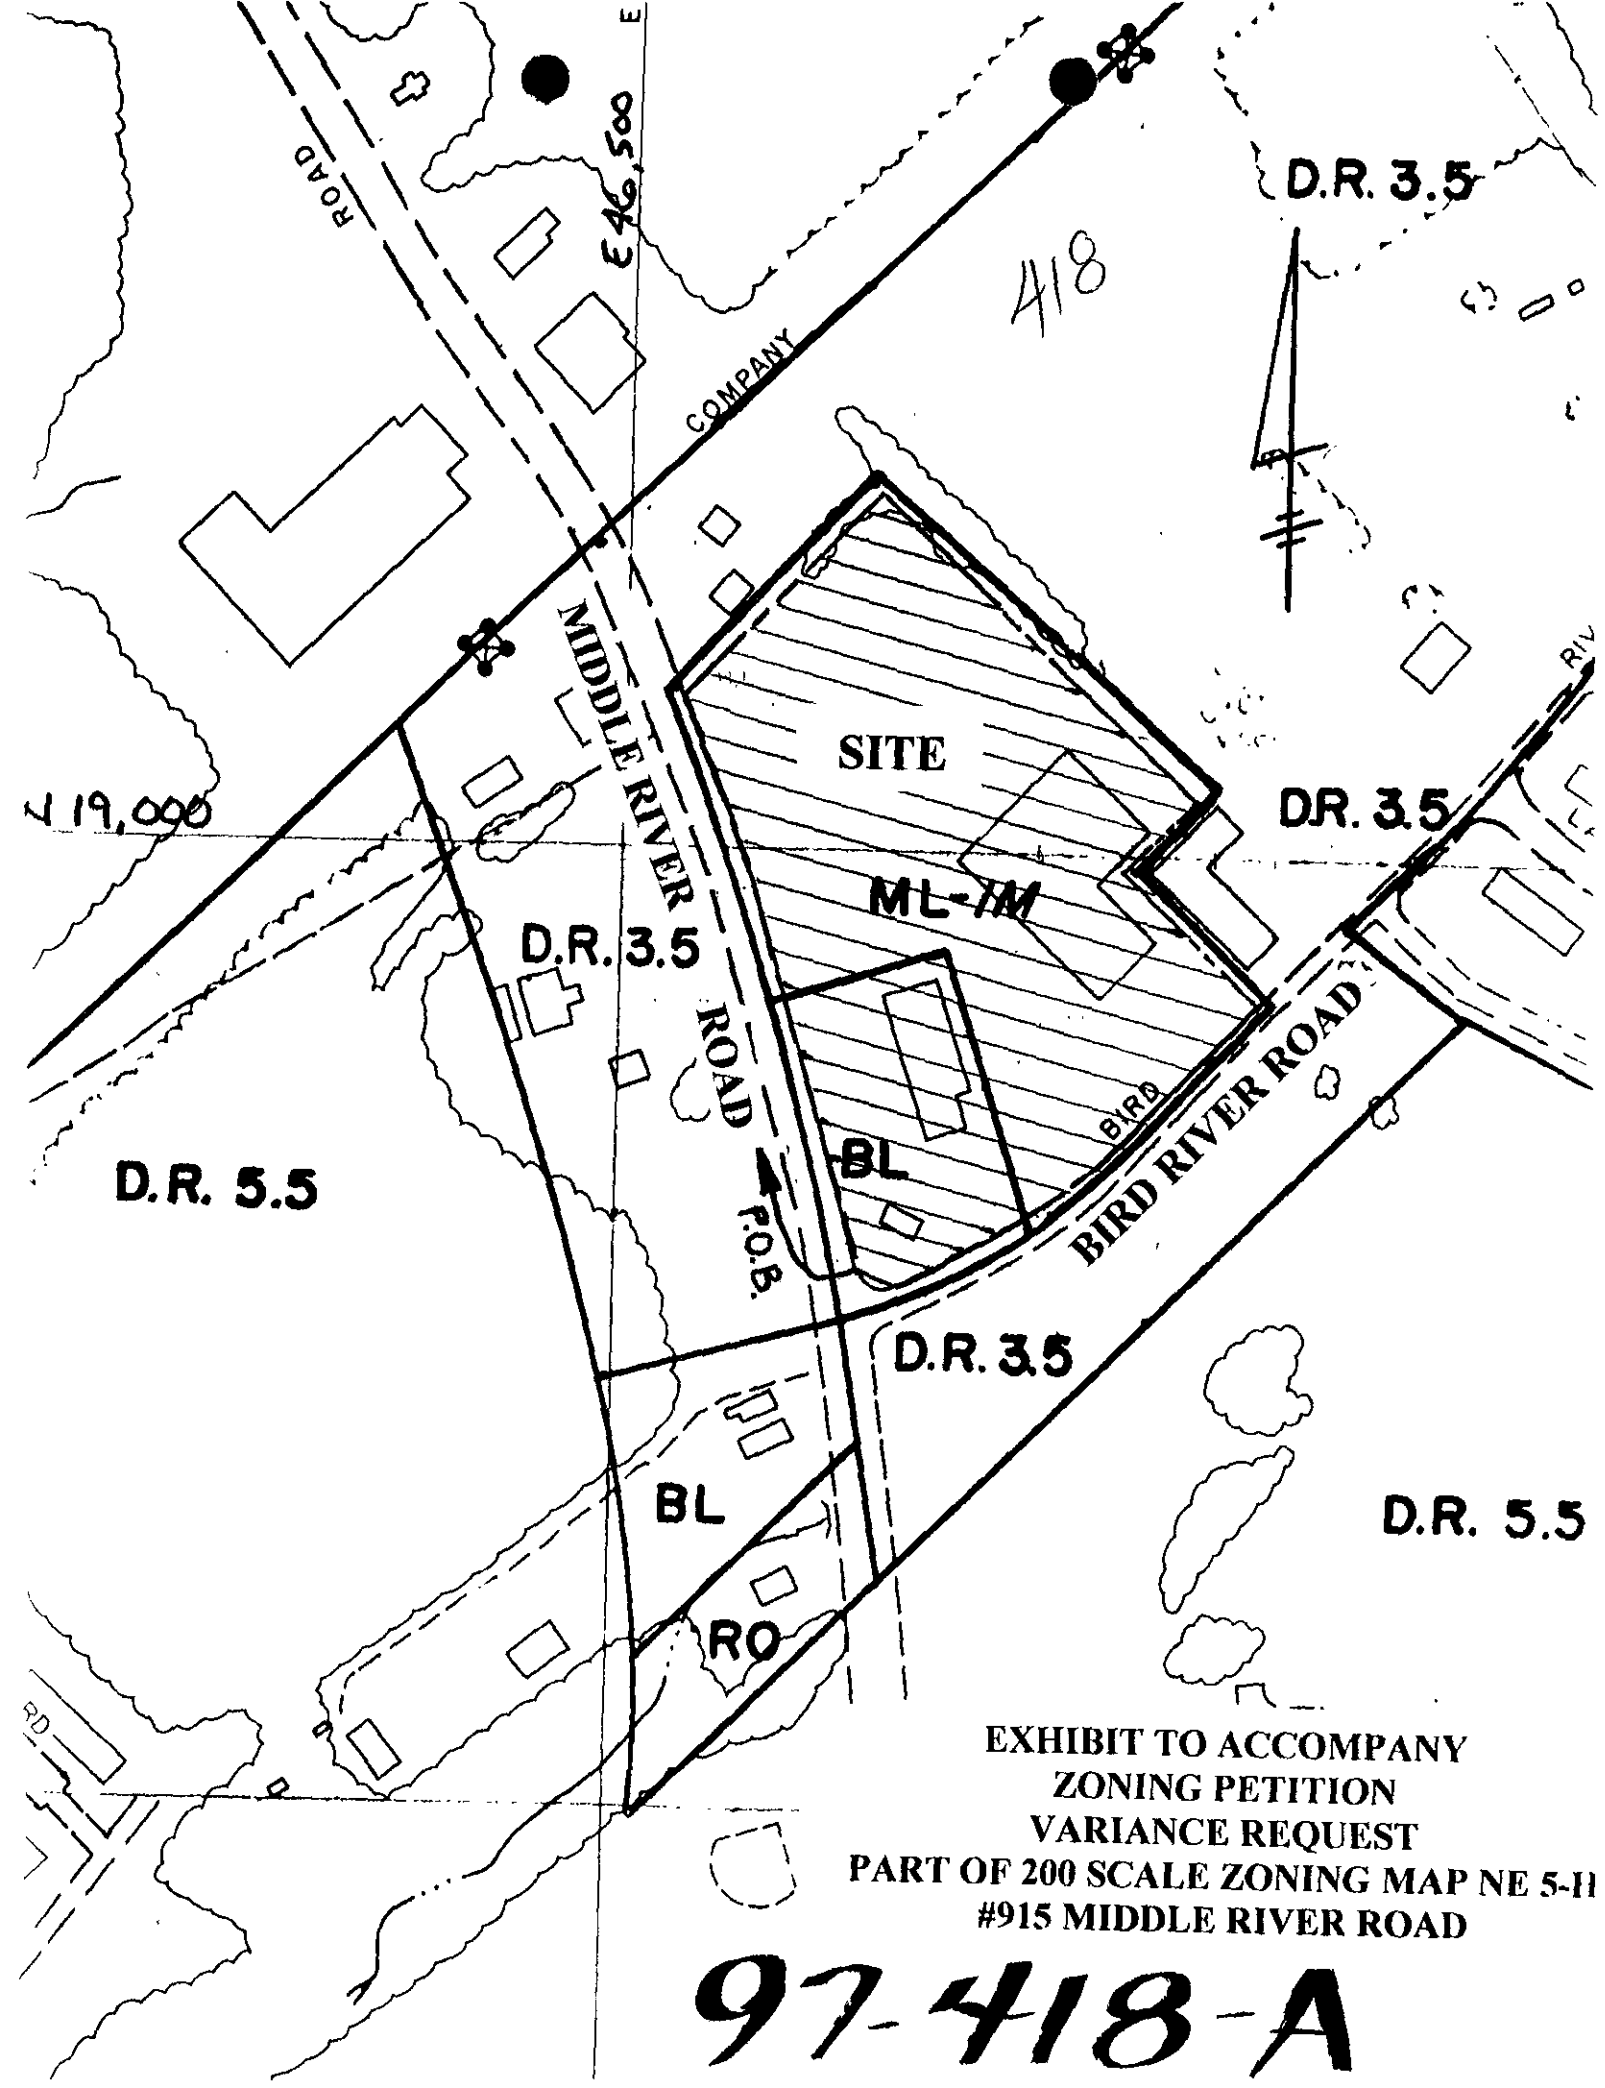 E
ROAD
E 46,500
D.R. 3.5
418
COMPANY
MIDDLE RIVER ROAD
SITE
N 19,000
D.R. 3.5
ML-IM
D.R. 3.5
BIRD
BIRD RIVER ROAD
BL
D.R. 5.5
P.O.B.
D.R. 3.5
BL
D.R. 5.5
RO
RD
EXHIBIT TO ACCOMPANY
ZONING PETITION
VARIANCE REQUEST
PART OF 200 SCALE ZONING MAP NE 5-H
#915 MIDDLE RIVER ROAD
97-418-A